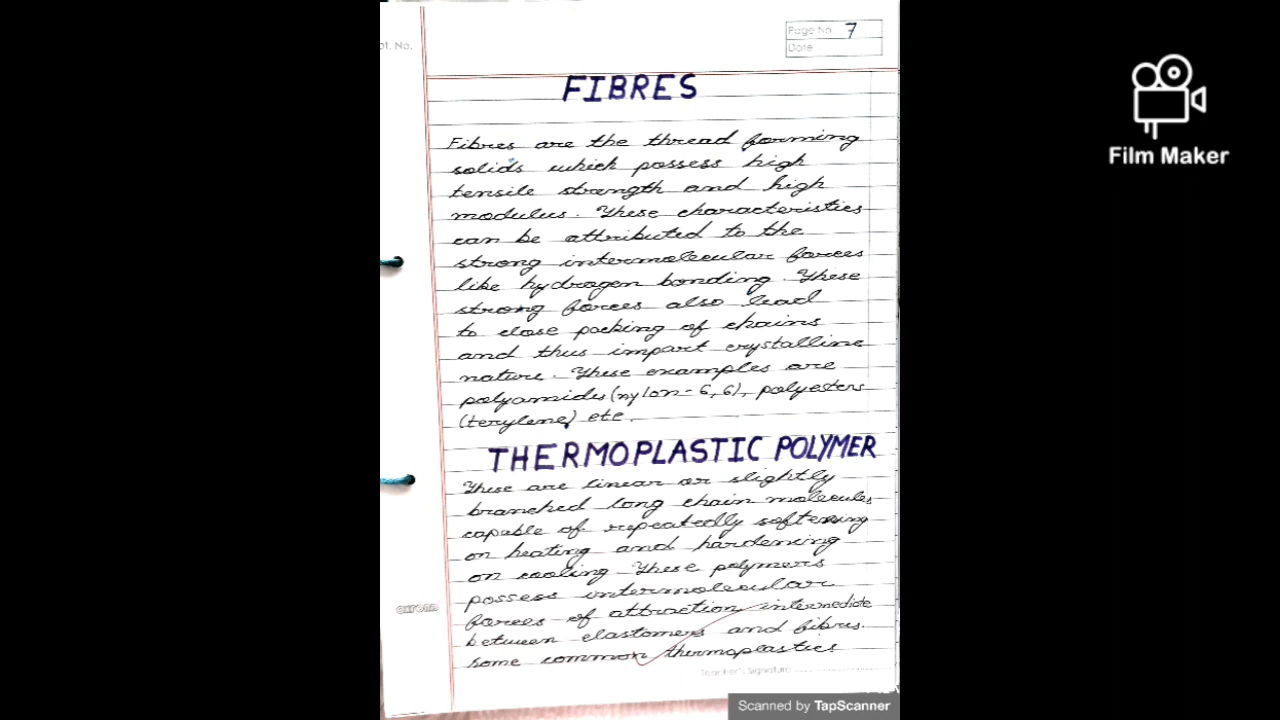 pt. No.
Page No. 7
Date
FIBRES
Fibres are the thread forming
solids which possess high
tensile strength and high
modulus. These characteristics
can be attributed to the
strong intermolecular forces
like hydrogen bonding. These
strong forces also lead
to close packing of chains
and thus impart crystalline
nature. These examples are
polyamides (nylon-6,6), polyesters
(terylene) etc.
THERMOPLASTIC POLYMER
These are linear or slightly
branched long chain molecules
capable of repeatedly softening
on heating and hardening
on cooling. These polymers
possess intermolecular
forces of attraction intermediate
between elastomers and fibres.
Some common thermoplastics
Teacher's Signature
Scanned by TapScanner
Film Maker